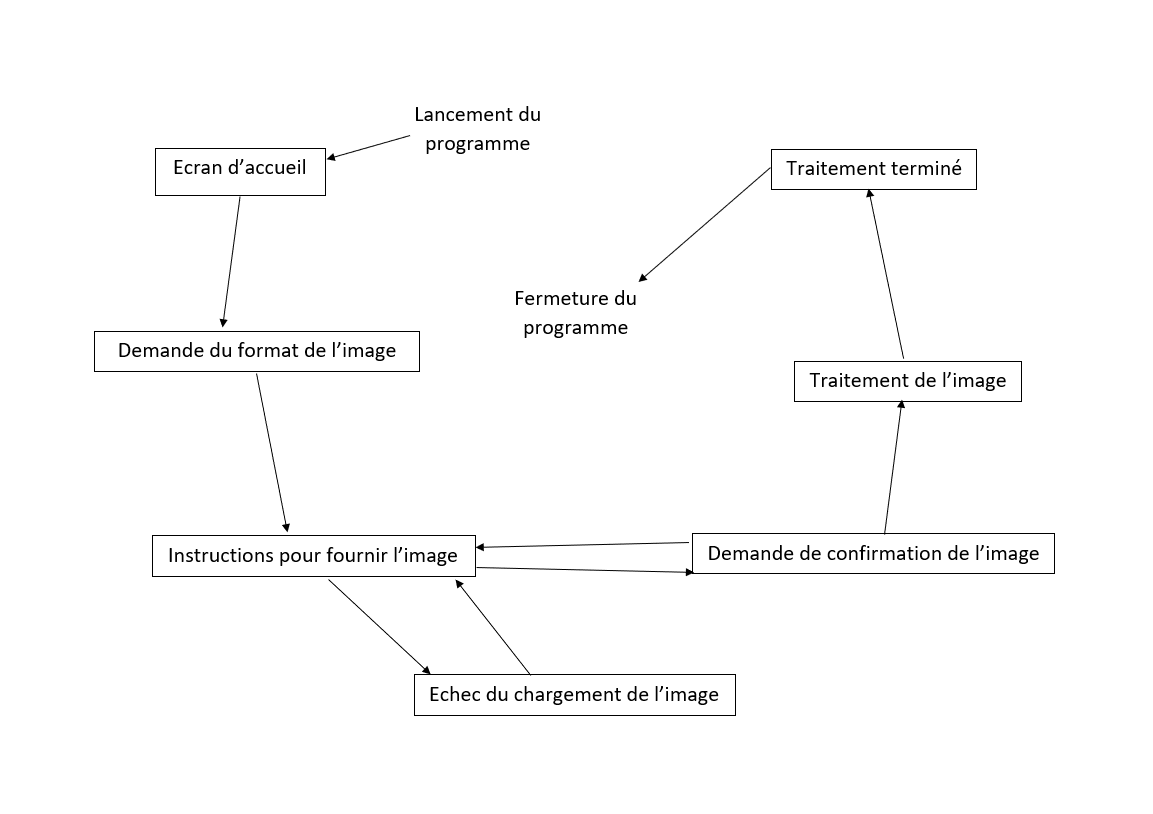 Lancement du
programme
Ecran d’accueil
Traitement terminé
Fermeture du
programme
Demande du format de l’image
Traitement de l’image
Instructions pour fournir l’image
Demande de confirmation de l’image
Echec du chargement de l’image